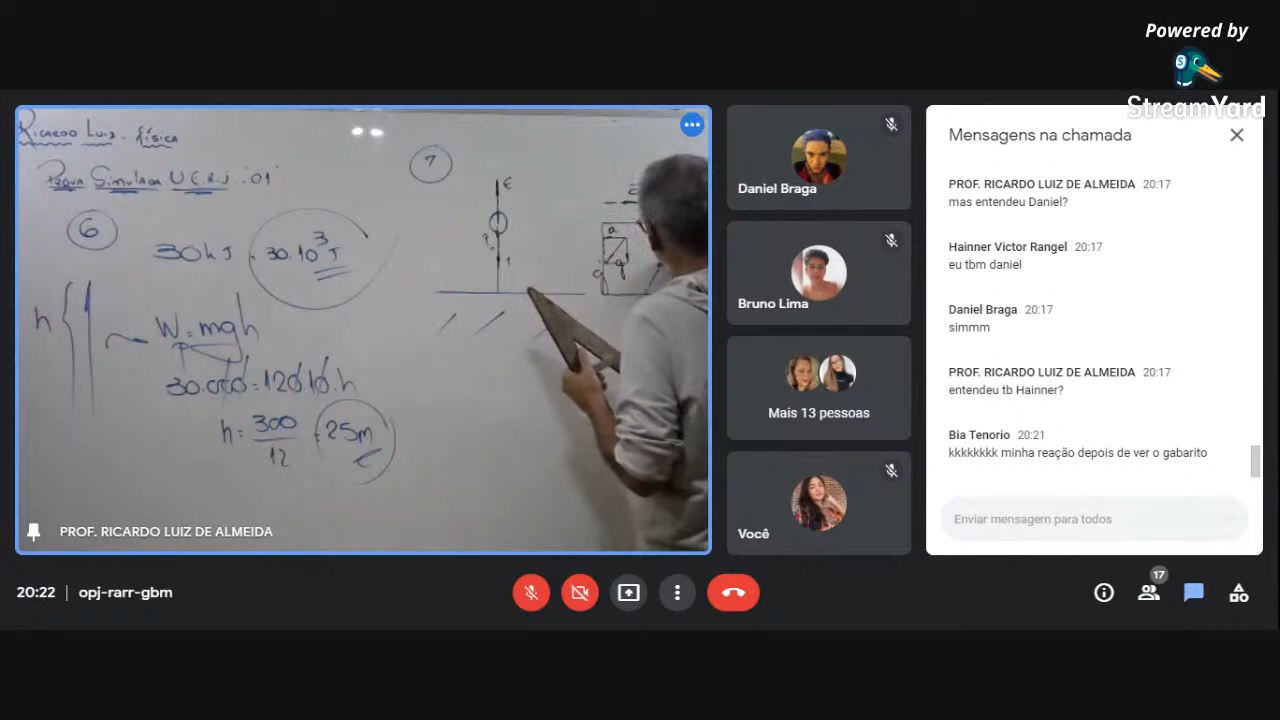 Powered by
StreamYard
Ricardo Luiz - Física
Prova Simulada UERJ - 01
6
30kJ = 30.10³J
h
W=mgh
30.000=120.10.h
h=300/12=25m
7
PROF. RICARDO LUIZ DE ALMEIDA
Daniel Braga
Bruno Lima
Mais 13 pessoas
Você
Mensagens na chamada
PROF. RICARDO LUIZ DE ALMEIDA 20:17
mas entendeu Daniel?
Hainner Victor Rangel 20:17
eu tbm daniel
Daniel Braga 20:17
simmm
PROF. RICARDO LUIZ DE ALMEIDA 20:17
entendeu tb Hainner?
Bia Tenorio 20:21
kkkkkkkk minha reação depois de ver o gabarito
Enviar mensagem para todos
20:22 | opj-rarr-gbm
17